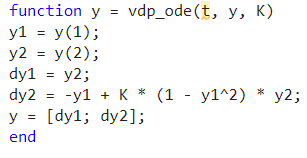 function y = vdp_ode(t, y, K)
y1 = y(1);
y2 = y(2);
dy1 = y2;
dy2 = -y1 + K * (1 - y1^2) * y2;
y = [dy1; dy2];
end